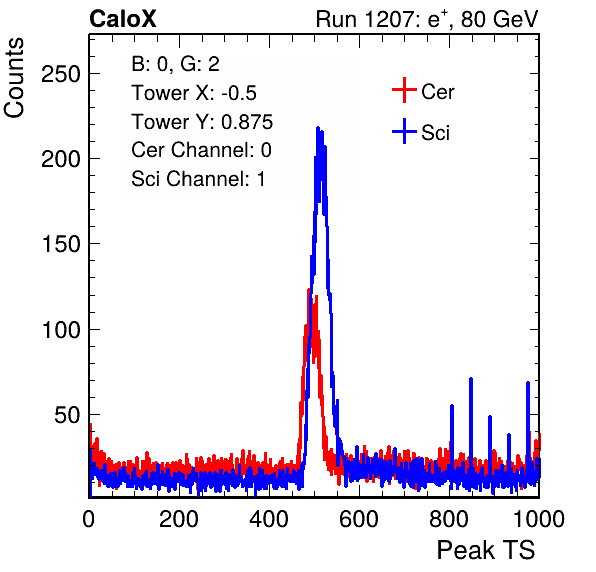 CaloX Run 1207: e⁺, 80 GeV
Counts
B: 0, G: 2
Tower X: -0.5
Tower Y: 0.875
Cer Channel: 0
Sci Channel: 1
Cer
Sci
250
200
150
100
50
0 200 400 600 800 1000
Peak TS